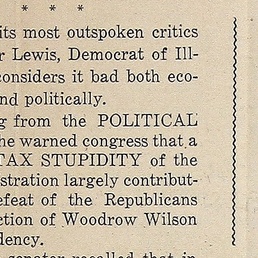 * * *
its most outspoken critics
r Lewis, Democrat of Ill-
considers it bad both eco-
nd politically.
g from the POLITICAL
he warned congress that a
TAX STUPIDITY of the
stration largely contribut-
efeat of the Republicans
ction of Woodrow Wilson
dency.
senator recalled that in